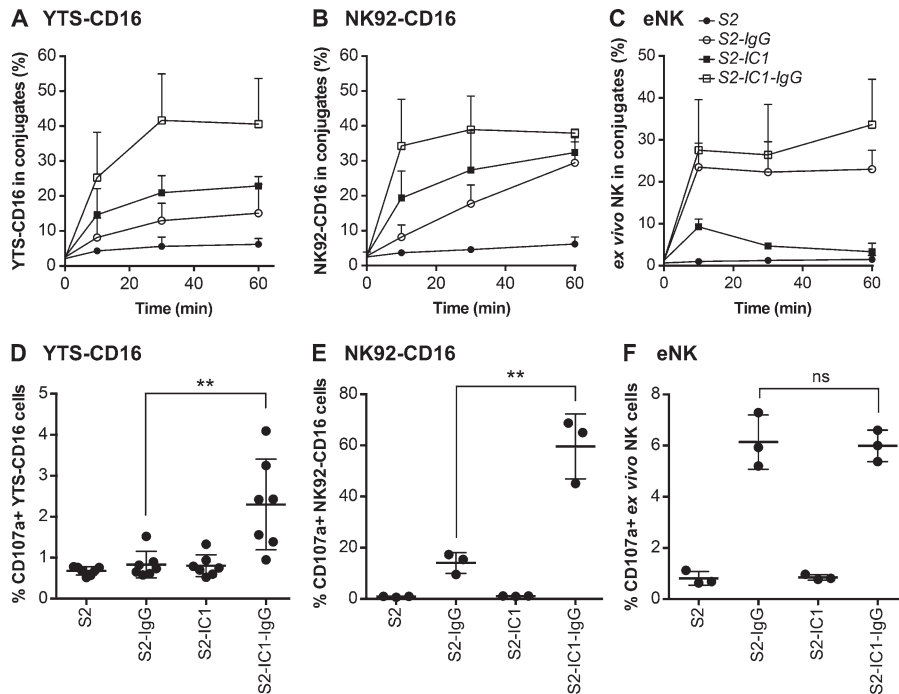 A YTS-CD16
60
50
40
30
20
10
0
YTS-CD16 in conjugates (%)
0 20 40 60
Time (min)
B NK92-CD16
60
50
40
30
20
10
0
NK92-CD16 in conjugates (%)
0 20 40 60
Time (min)
C eNK
S2
S2-IgG
S2-IC1
S2-IC1-IgG
50
40
30
20
10
0
ex vivo NK in conjugates (%)
0 20 40 60
Time (min)
D YTS-CD16
**
5
4
3
2
1
0
% CD107a+ YTS-CD16 cells
S2
S2-IgG
S2-IC1
S2-IC1-IgG
E NK92-CD16
**
80
60
40
20
0
% CD107a+ NK92-CD16 cells
S2
S2-IgG
S2-IC1
S2-IC1-IgG
F eNK
ns
8
6
4
2
0
% CD107a+ ex vivo NK cells
S2
S2-IgG
S2-IC1
S2-IC1-IgG